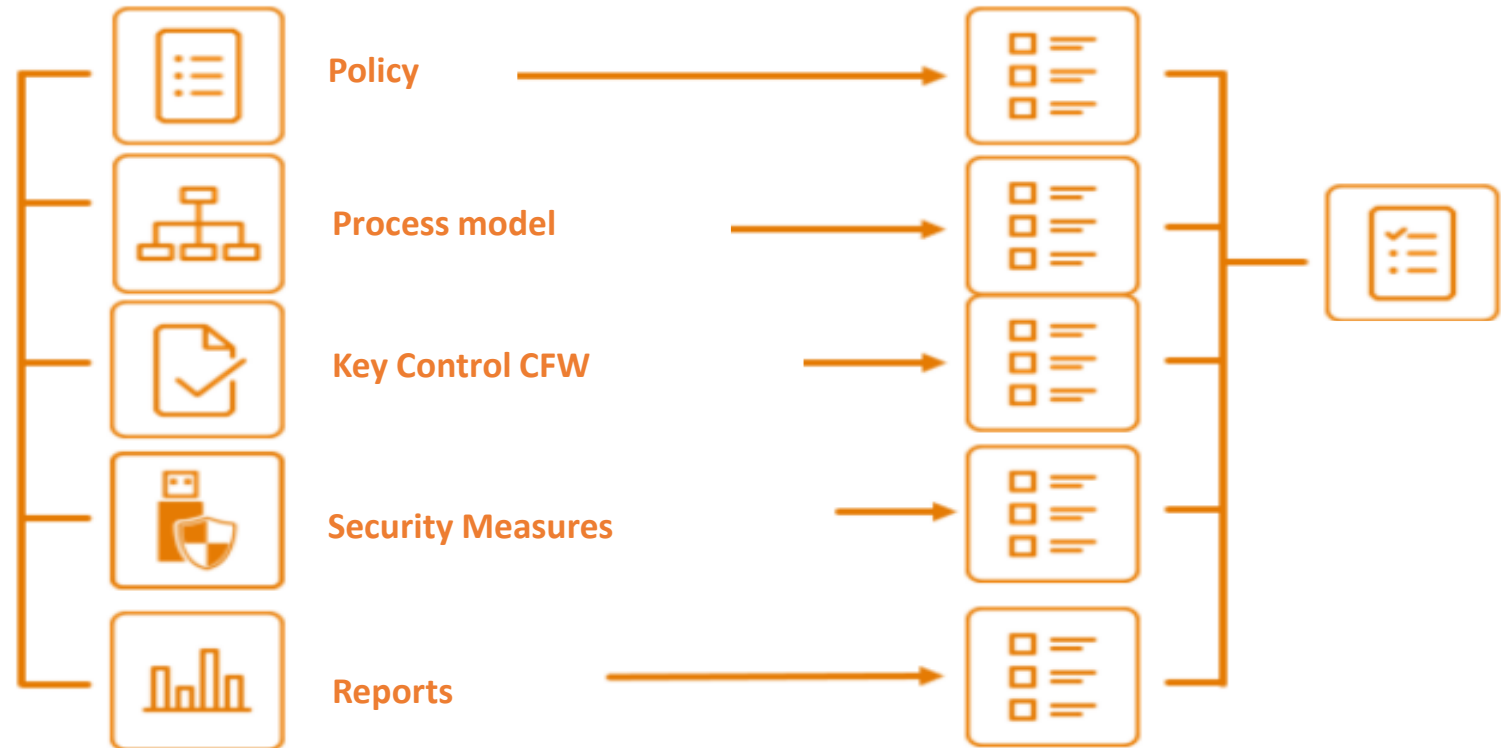 Policy
Process model
Key Control CFW
Security Measures
Reports